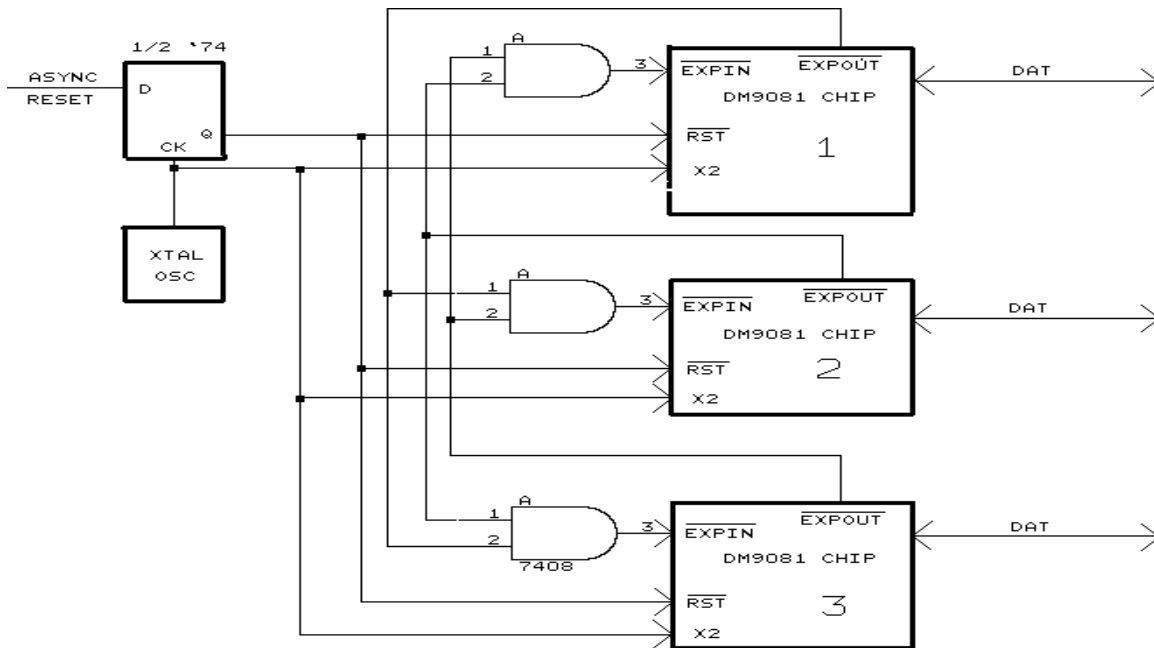 1/2 '74
ASYNC
RESET
D
Q
CK
XTAL
OSC
A
1
2
3
EXPIN
EXPOUT
DM9081 CHIP
RST
1
X2
DAT
A
1
2
3
EXPIN
EXPOUT
DM9081 CHIP
RST
2
X2
DAT
A
1
2
3
7408
EXPIN
EXPOUT
DM9081 CHIP
RST
3
X2
DAT